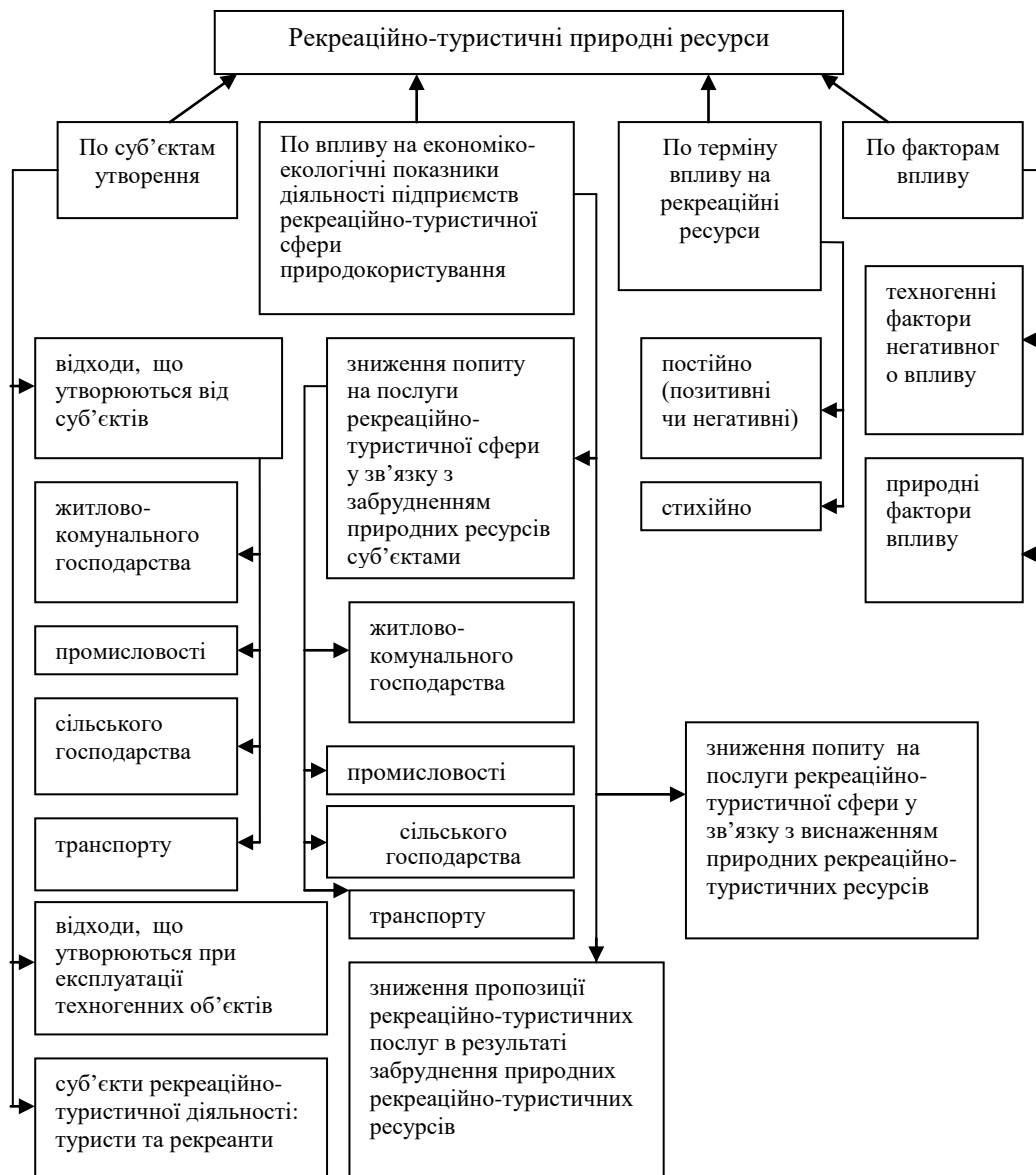 Рекреаційно-туристичні природні ресурси
По суб’єктам
утворення
По впливу на економіко-
екологічні показники
діяльності підприємств
рекреаційно-туристичної
сфери
природокористування
По терміну
впливу на
рекреаційні
ресурси
По факторам
впливу
відходи, що
утворюються від
суб’єктів
житлово-
комунального
господарства
промисловості
сільського
господарства
транспорту
відходи, що
утворюються при
експлуатації
техногенних об’єктів
суб’єкти рекреаційно-
туристичної діяльності:
туристи та рекреанти
зниження попиту
на послуги
рекреаційно-
туристичної сфери
у зв’язку з
забрудненням
природних ресурсів
суб’єктами
житлово-
комунального
господарства
промисловості
сільського
господарства
транспорту
зниження пропозиції
рекреаційно-туристичних
послуг в результаті
забруднення природних
рекреаційно-туристичних
ресурсів
зниження попиту на
послуги рекреаційно-
туристичної сфери у
зв’язку з виснаженням
природних рекреаційно-
туристичних ресурсів
постійно
(позитивні
чи негативні)
стихійно
техногенні
фактори
негативног
о впливу
природні
фактори
впливу